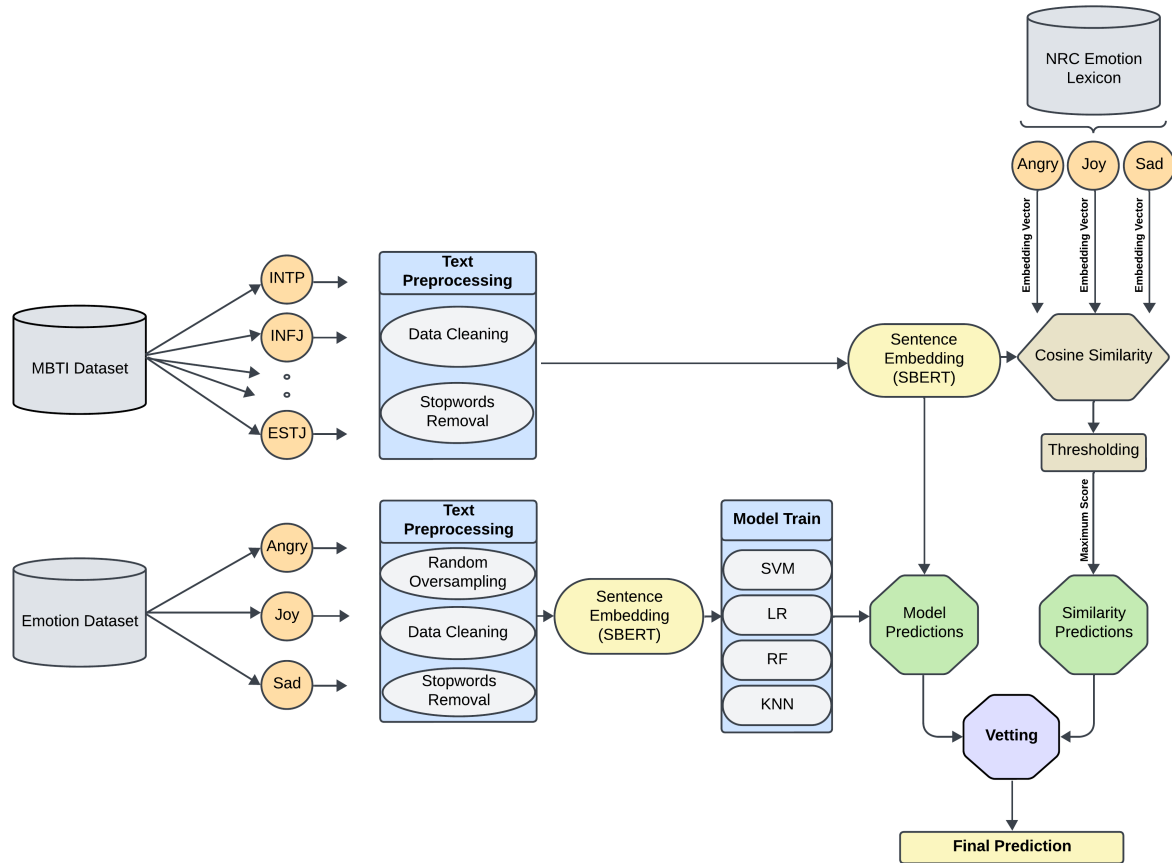 NRC Emotion
Lexicon
Angry
Joy
Sad
Embedding Vector
Embedding Vector
Embedding Vector
MBTI Dataset
INTP
INFJ
ESTJ
Text
Preprocessing
Data Cleaning
Stopwords
Removal
Sentence
Embedding
(SBERT)
Cosine Similarity
Thresholding
Maximum Score
Emotion Dataset
Angry
Joy
Sad
Text
Preprocessing
Random
Oversampling
Data Cleaning
Stopwords
Removal
Sentence
Embedding
(SBERT)
Model Train
SVM
LR
RF
KNN
Model
Predictions
Similarity
Predictions
Vetting
Final Prediction